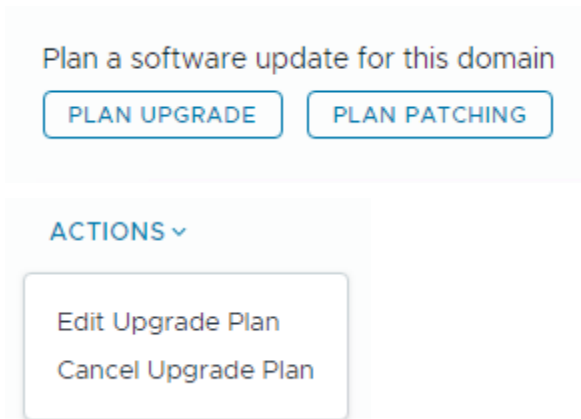 Plan a software update for this domain
PLAN UPGRADE PLAN PATCHING
ACTIONS
Edit Upgrade Plan
Cancel Upgrade Plan